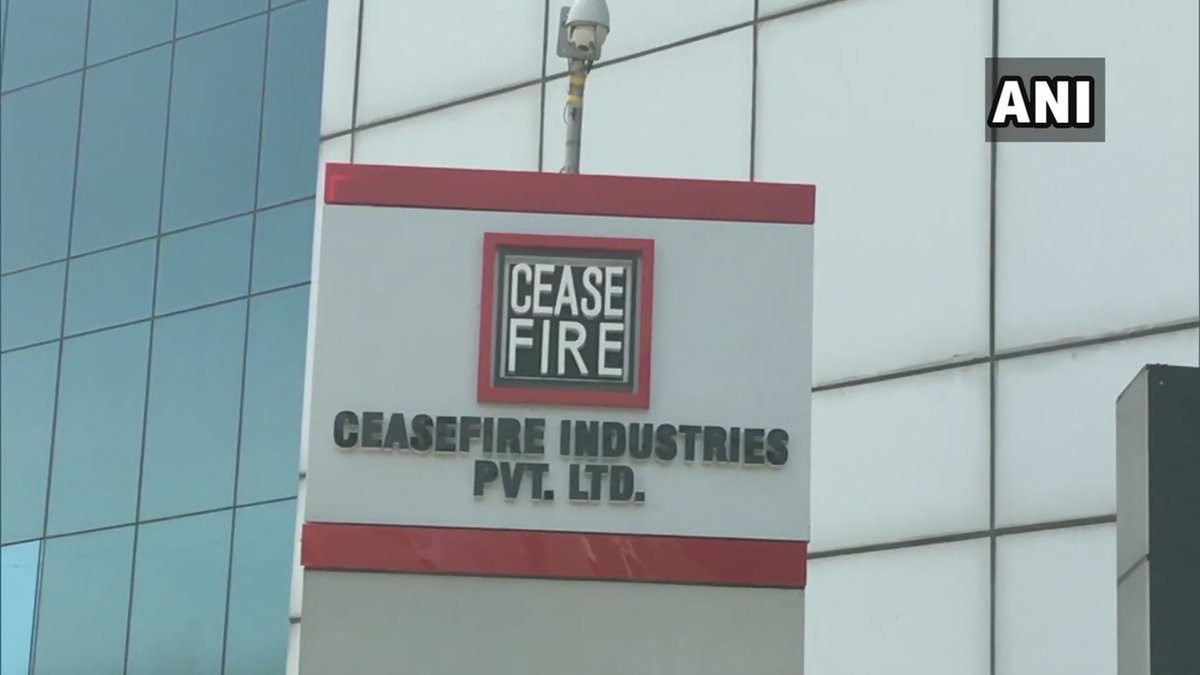 ANI
CEASE
FIRE
CEASEFIRE INDUSTRIES
PVT. LTD.